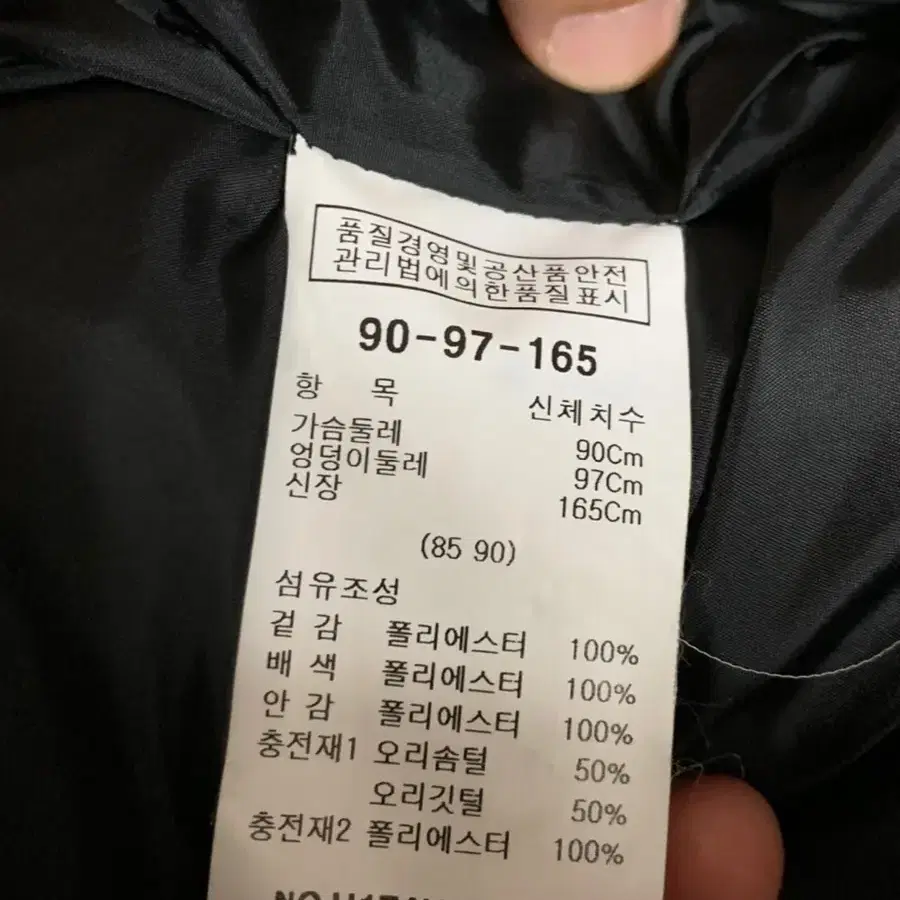 품질경영및공산품안전
관리법에의한품질표시
90-97-165
항 목 신체치수
가슴둘레 90Cm
엉덩이둘레 97Cm
신장 165Cm
(85 90)
섬유조성
겉 감 폴리에스터 100%
배 색 폴리에스터 100%
안 감 폴리에스터 100%
충전재1 오리솜털 50%
오리깃털 50%
충전재2 폴리에스터 100%